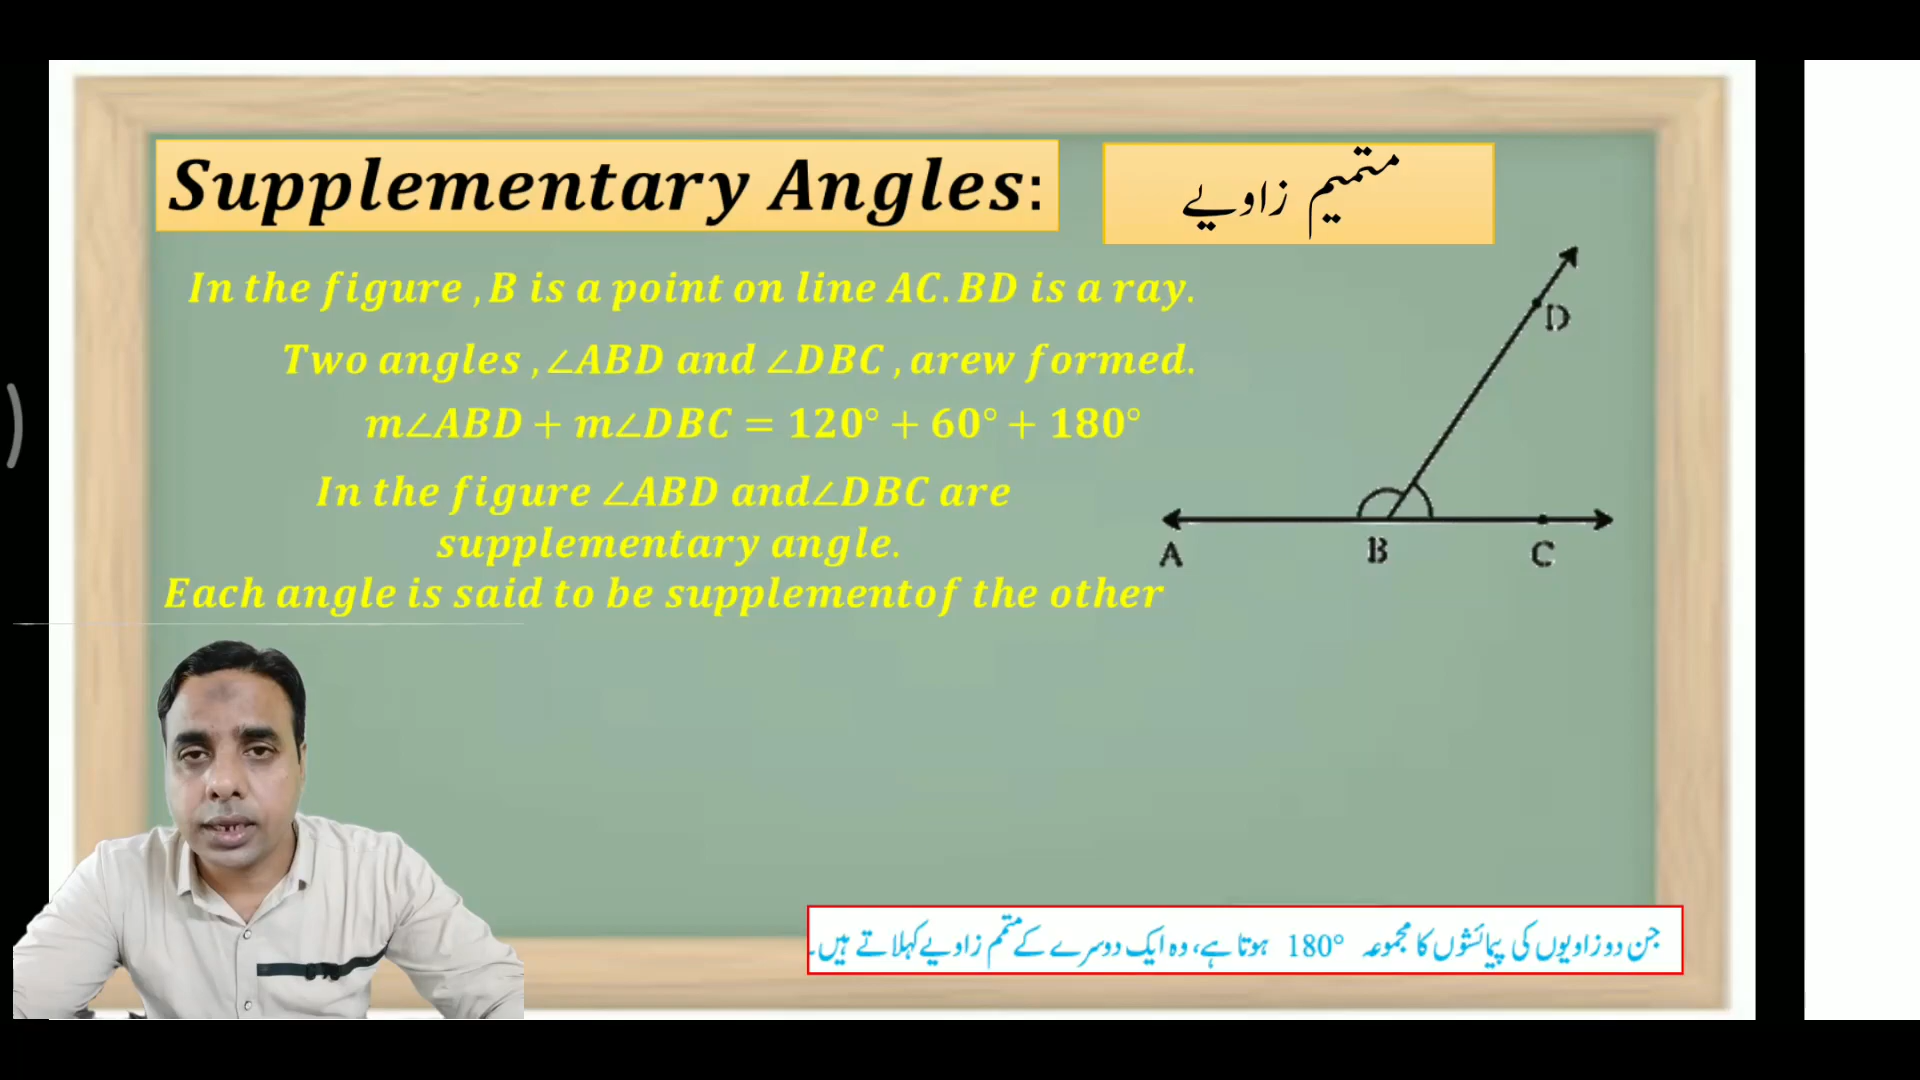 Supplementary Angles:
متمیم زاویے
In the figure ,B is a point on line AC.BD is a ray.
Two angles ,∠ABD and ∠DBC ,arew formed.
m∠ABD + m∠DBC = 120° + 60° + 180°
In the figure ∠ABD and∠DBC are
supplementary angle.
Each angle is said to be supplementof the other
D
A B C
جن دو زاویوں کی پیمائشوں کا مجموعہ 180° ہوتا ہے، وہ ایک دوسرے کے متمم زاویے کہلاتے ہیں۔